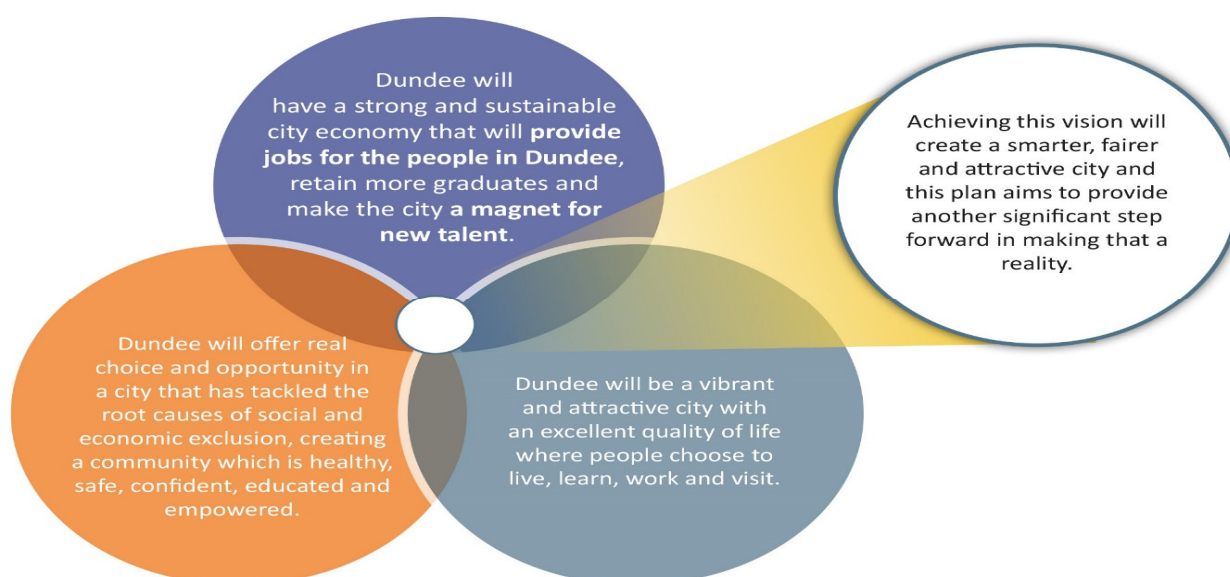 Dundee will
have a strong and sustainable
city economy that will provide
jobs for the people in Dundee,
retain more graduates and
make the city a magnet for
new talent.
Achieving this vision will
create a smarter, fairer
and attractive city and
this plan aims to provide
another significant step
forward in making that a
reality.
Dundee will offer real
choice and opportunity in
a city that has tackled the
root causes of social and
economic exclusion, creating
a community which is healthy,
safe, confident, educated and
empowered.
Dundee will be a vibrant
and attractive city with
an excellent quality of life
where people choose to
live, learn, work and visit.